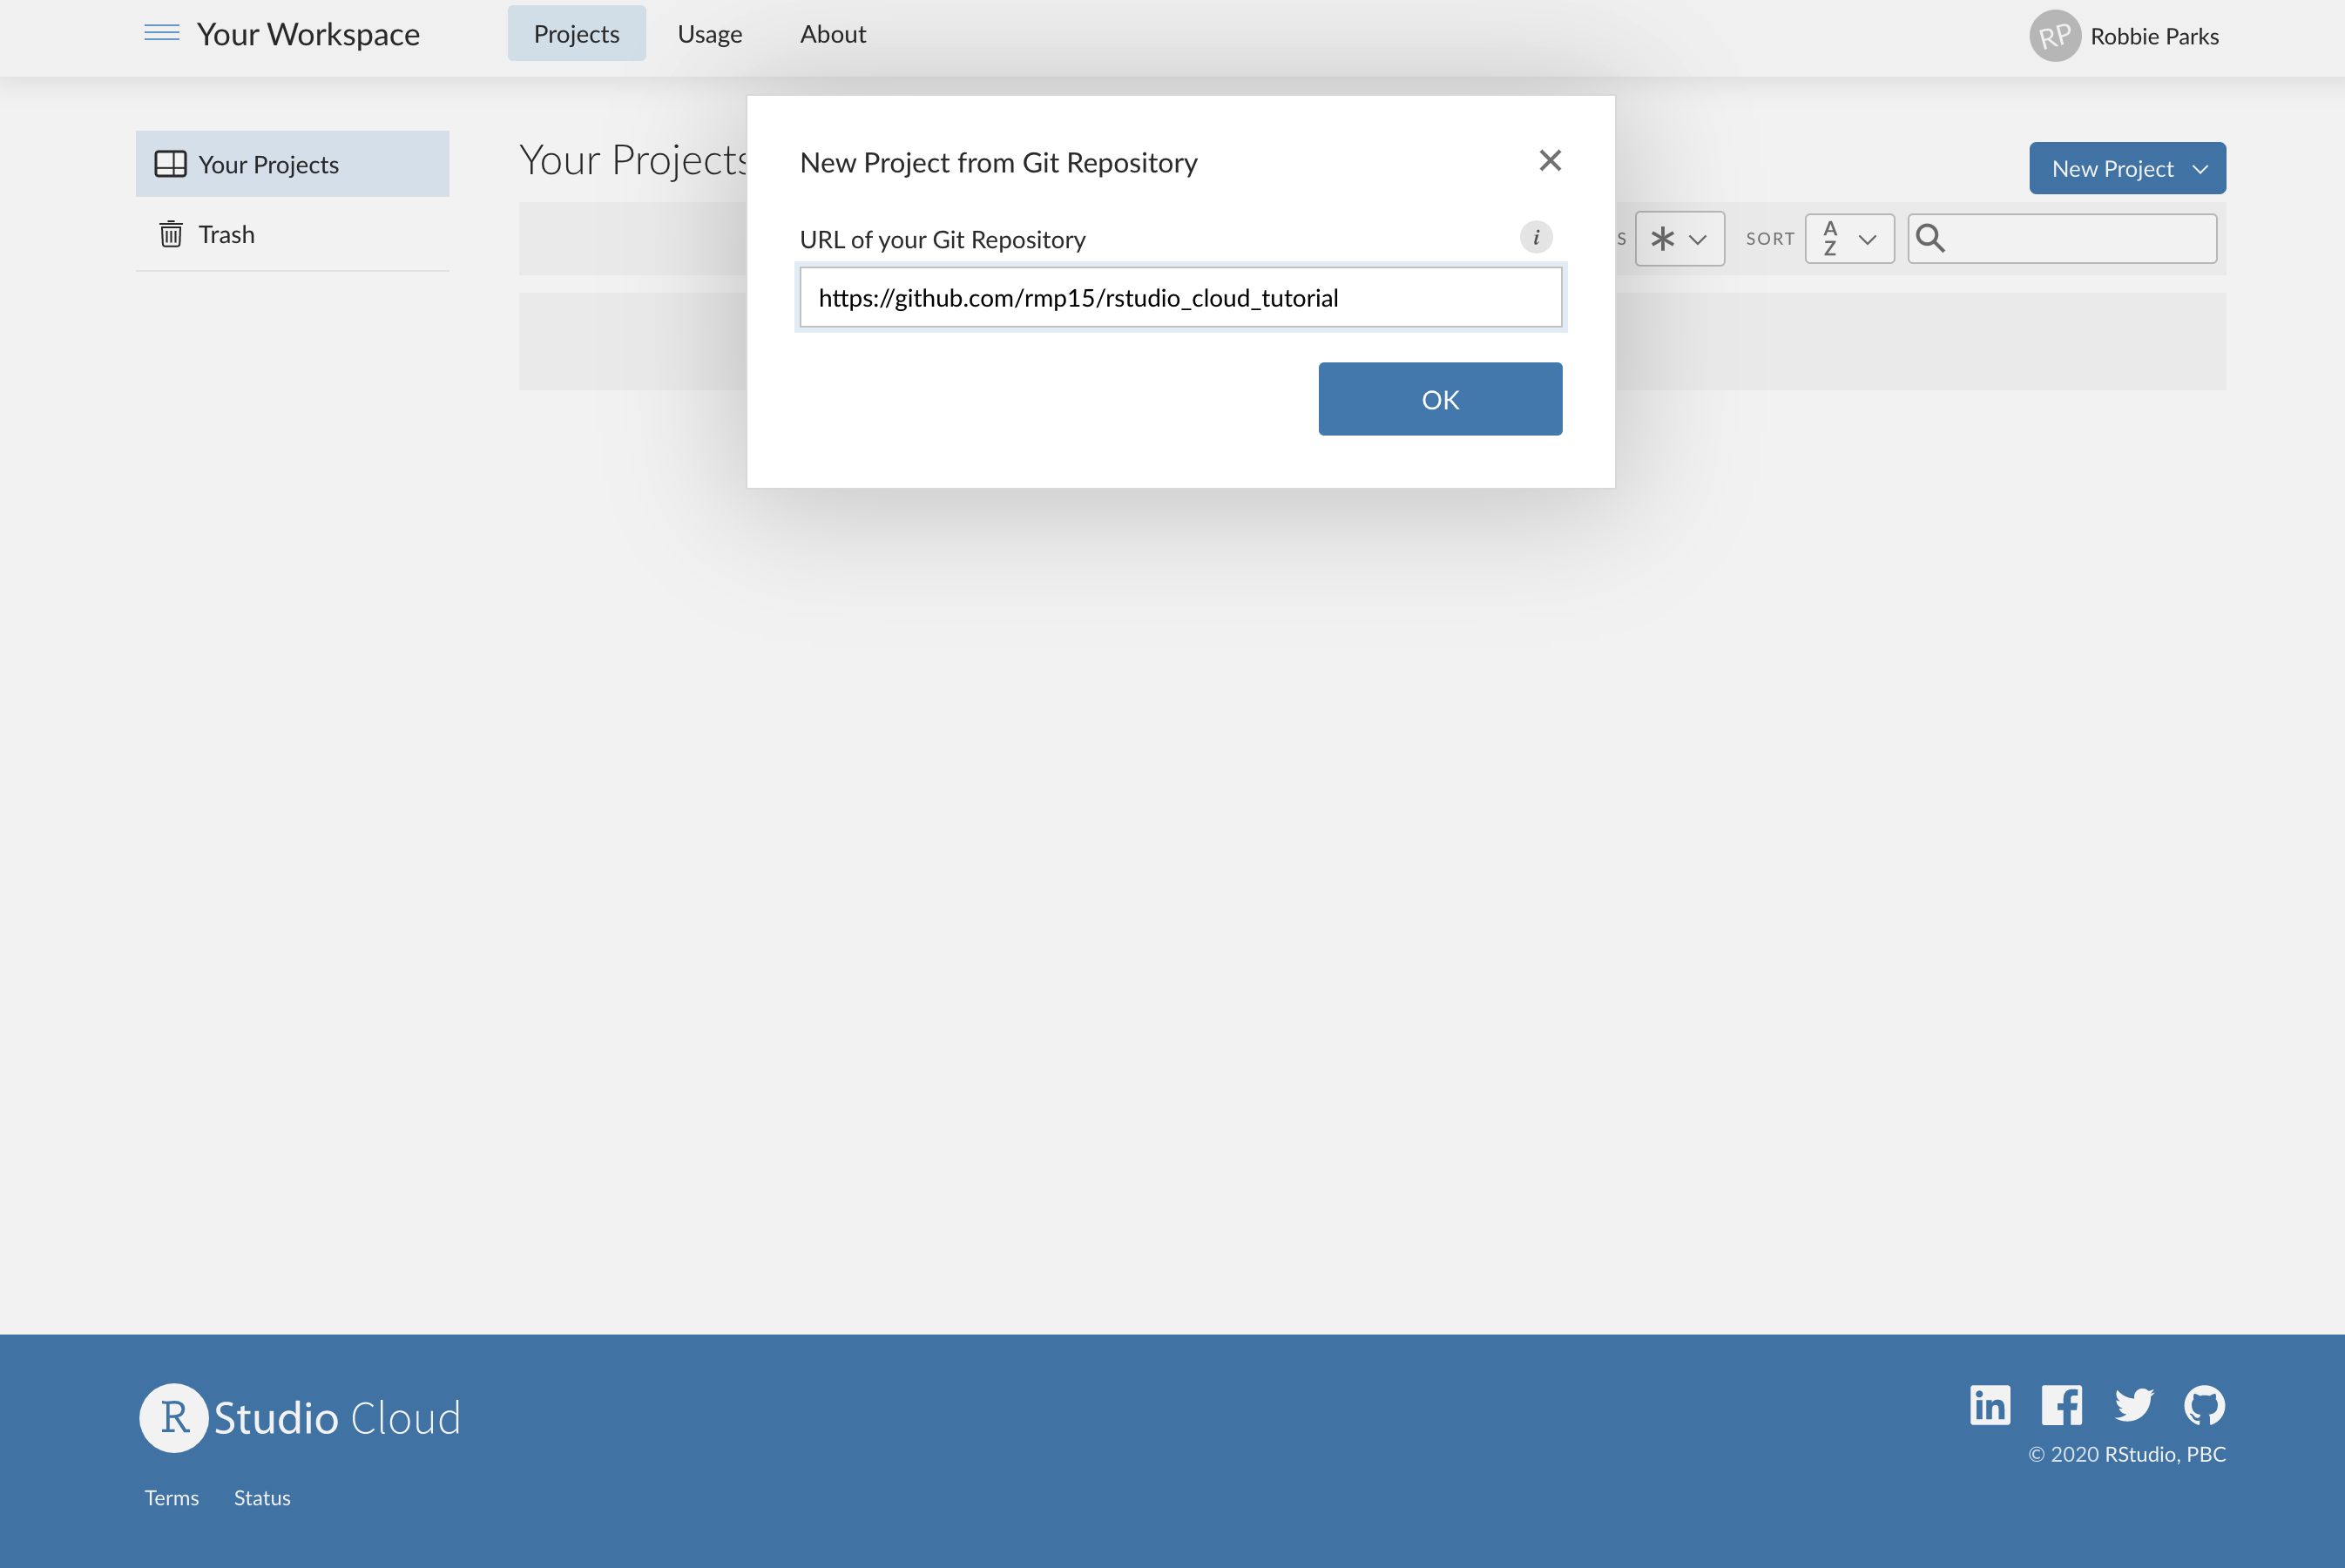 Your Workspace
Projects
Usage
About
RP
Robbie Parks
Your Projects
Trash
Your Projects
New Project
S
SORT
A
Z
New Project from Git Repository
URL of your Git Repository
i
https://github.com/rmp15/rstudio_cloud_tutorial
OK
R Studio Cloud
Terms
Status
in
© 2020 RStudio, PBC